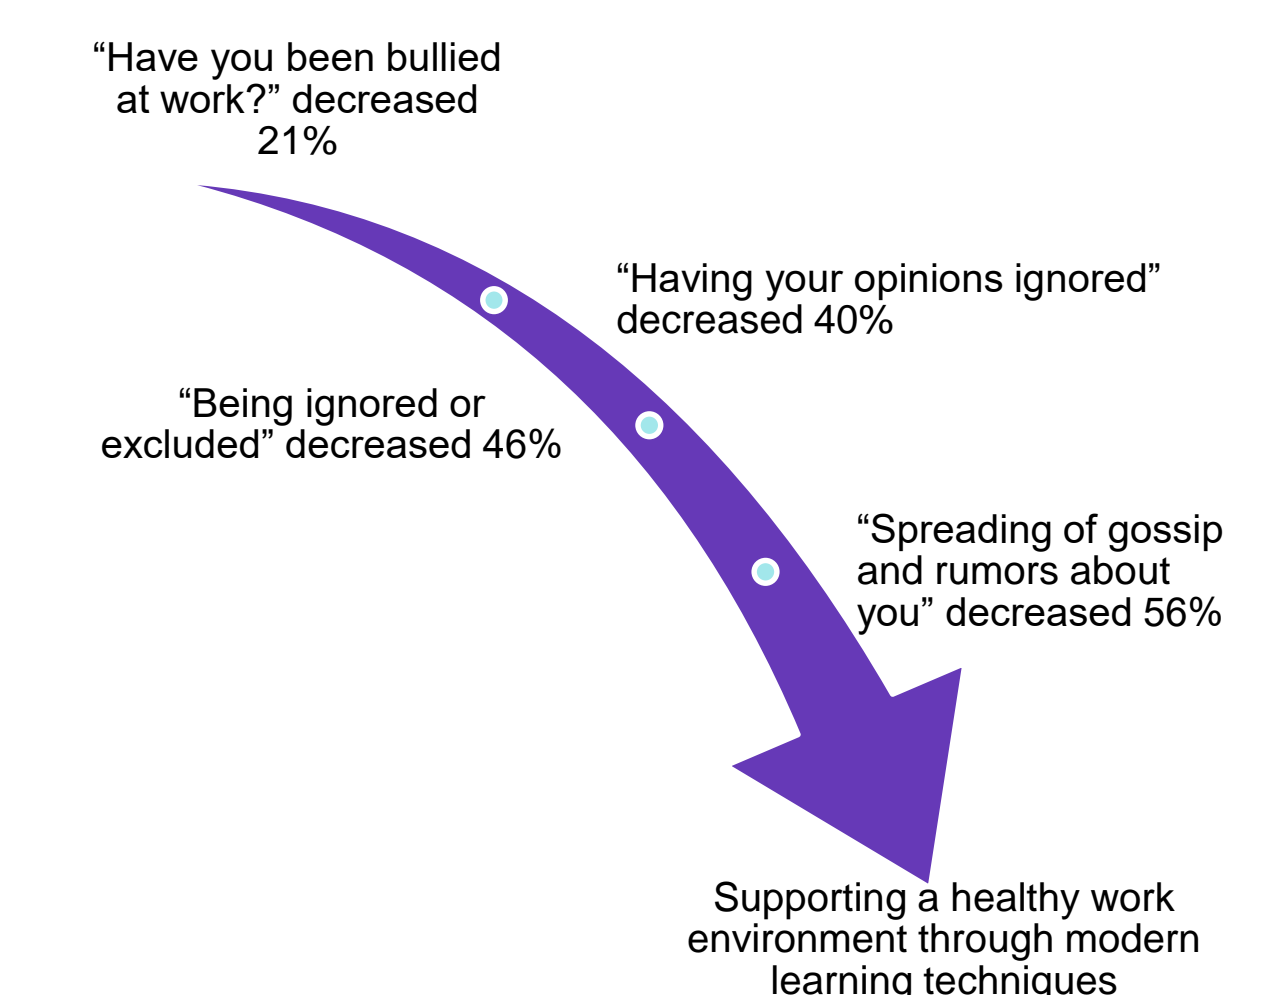 “Have you been bullied
at work?” decreased
21%
“Having your opinions ignored”
decreased 40%
“Being ignored or
excluded” decreased 46%
“Spreading of gossip
and rumors about
you” decreased 56%
Supporting a healthy work
environment through modern
learning techniques